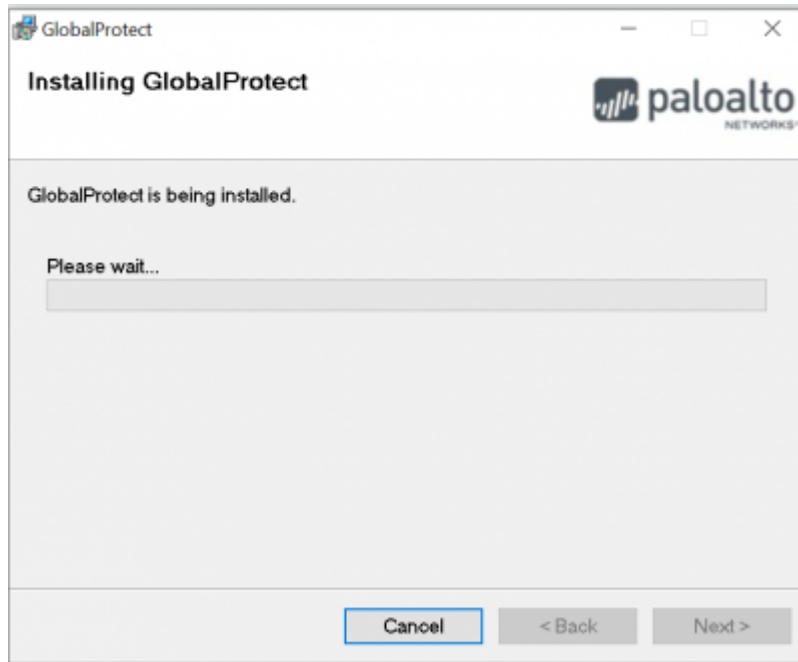 GlobalProtect
Installing GlobalProtect
paloalto
NETWORKS
GlobalProtect is being installed.
Please wait...
Cancel
< Back
Next >